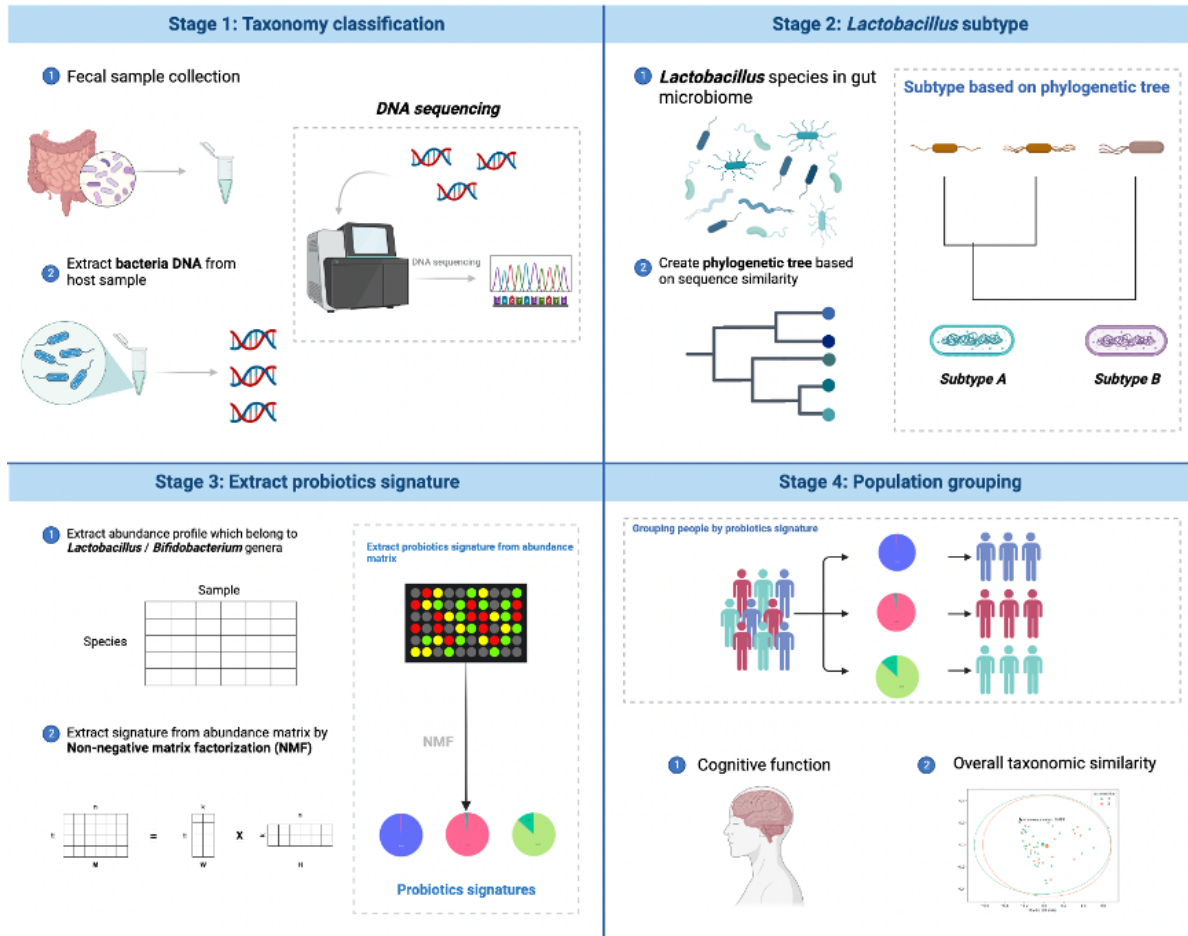 Stage 1: Taxonomy classification
1 Fecal sample collection
DNA sequencing
DNA sequencing
2 Extract bacteria DNA from
host sample
Stage 2: Lactobacillus subtype
1 Lactobacillus species in gut
microbiome
2 Create phylogenetic tree based
on sequence similarity
Subtype based on phylogenetic tree
Subtype A
Subtype B
Stage 3: Extract probiotics signature
1 Extract abundance profile which belong to
Lactobacillus / Bifidobacterium genera
Sample
Species
2 Extract signature from abundance matrix by
Non-negative matrix factorization (NMF)
n
k
n
m
=
m
X
k
M
W
H
Extract probiotics signature from abundance
matrix
NMF
Probiotics signatures
Stage 4: Population grouping
Grouping people by probiotics signature
1 Cognitive function
2 Overall taxonomic similarity